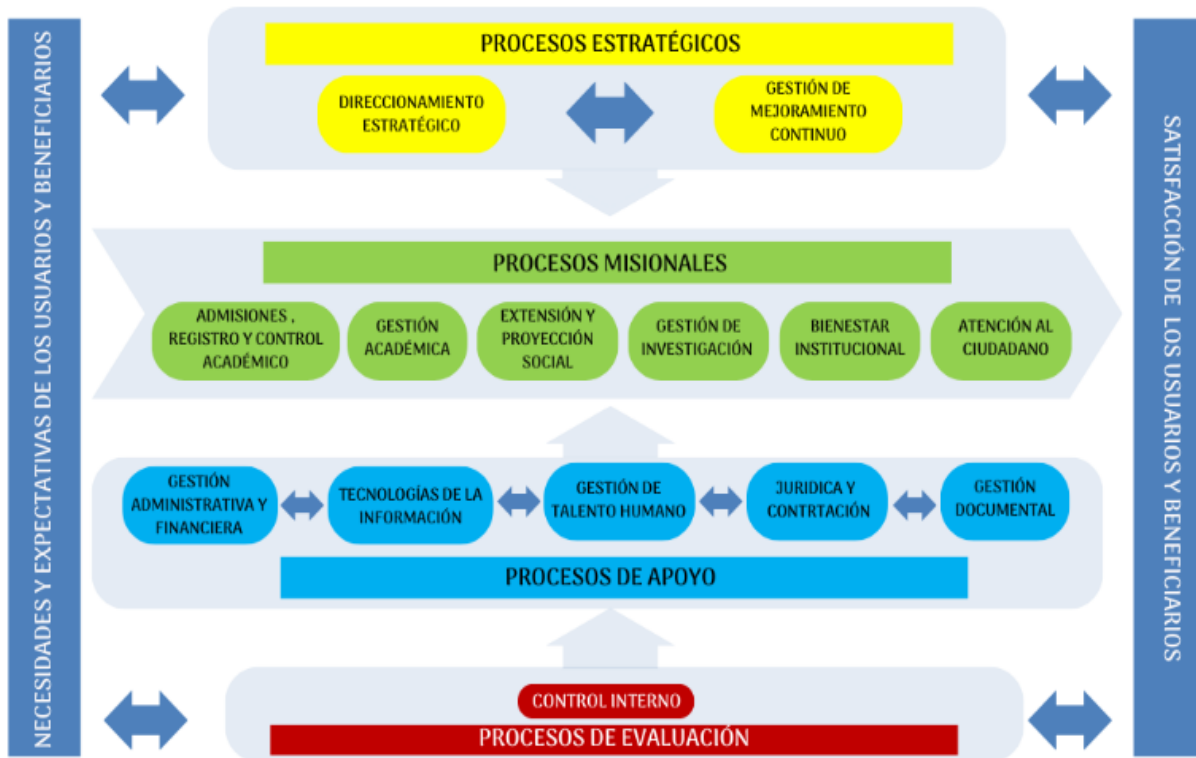 NECESIDADES Y EXPECTATIVAS DE LOS USUARIOS Y BENEFICIARIOS
PROCESOS ESTRATÉGICOS
DIRECCIONAMIENTO
ESTRATÉGICO
GESTIÓN DE
MEJORAMIENTO
CONTINUO
PROCESOS MISIONALES
ADMISIONES ,
REGISTRO Y CONTROL
ACADÉMICO
GESTIÓN
ACADÉMICA
EXTENSIÓN Y
PROYECCIÓN
SOCIAL
GESTIÓN DE
INVESTIGACIÓN
BIENESTAR
INSTITUCIONAL
ATENCIÓN AL
CIUDADANO
GESTIÓN
ADMINISTRATIVA Y
FINANCIERA
TECNOLOGÍAS DE LA
INFORMACIÓN
GESTIÓN DE
TALENTO HUMANO
JURIDICA Y
CONTRTACIÓN
GESTIÓN
DOCUMENTAL
PROCESOS DE APOYO
CONTROL INTERNO
PROCESOS DE EVALUACIÓN
SATISFACCIÓN DE LOS USUARIOS Y BENEFICIARIOS